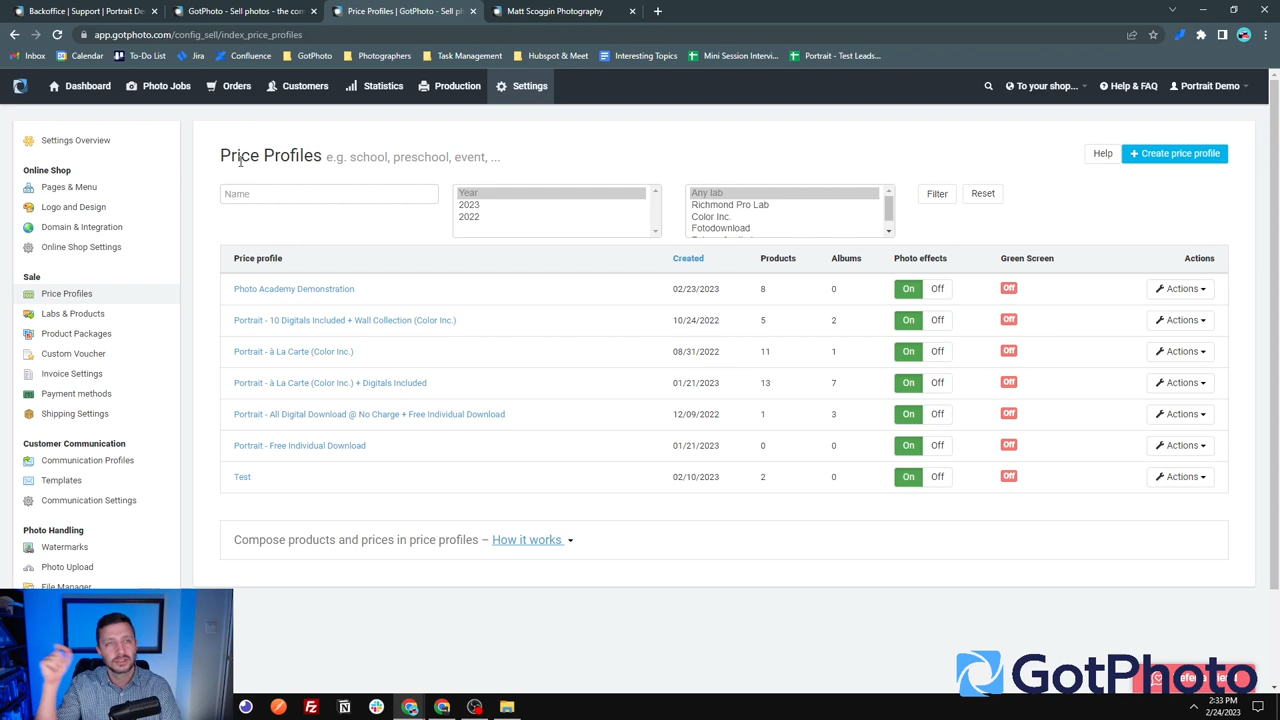 Backoffice | Support | Portrait De
GotPhoto - Sell photos | For com
Price Profiles | GotPhoto - Sell ph
Matt Scoggin Photography
app.gotphoto.com/config_sell/index_price_profiles
Inbox
Calendar
To-Do List
Jira
Confluence
GotPhoto
Photographers
Task Management
Hubspot & Meet
Interesting Topics
Mini Session Intervi...
Portrait - Test Leads...
Dashboard
Photo Jobs
Orders
Customers
Statistics
Production
Settings
To your shop...
Help & FAQ
Portrait Demo
Settings Overview
Online Shop
Pages & Menu
Logo and Design
Domain & Integration
Online Shop Settings
Sale
Price Profiles
Labs & Products
Product Packages
Custom Voucher
Invoice Settings
Payment methods
Shipping Settings
Customer Communication
Communication Profiles
Templates
Communication Settings
Photo Handling
Watermarks
Photo Upload
File Manager
Price Profiles e.g. school, preschool, event, ...
Help
+ Create price profile
Name
Year
2023
2022
Any lab
Richmond Pro Lab
Color Inc.
Fotodownload
Filter
Reset
Price profile Created Products Albums Photo effects Green Screen Actions
Photo Academy Demonstration 02/23/2023 8 0 On Off Off Actions
Portrait - 10 Digitals Included + Wall Collection (Color Inc.) 10/24/2022 5 2 On Off Off Actions
Portrait - à La Carte (Color Inc.) 08/31/2022 11 1 On Off Off Actions
Portrait - à La Carte (Color Inc.) + Digitals Included 01/21/2023 13 7 On Off Off Actions
Portrait - All Digital Download @ No Charge + Free Individual Download 12/09/2022 1 3 On Off Off Actions
Portrait - Free Individual Download 01/21/2023 0 0 On Off Off Actions
Test 02/10/2023 2 0 On Off Off Actions
Compose products and prices in price profiles – How it works
GotPhoto
2:33 PM
2/24/2023